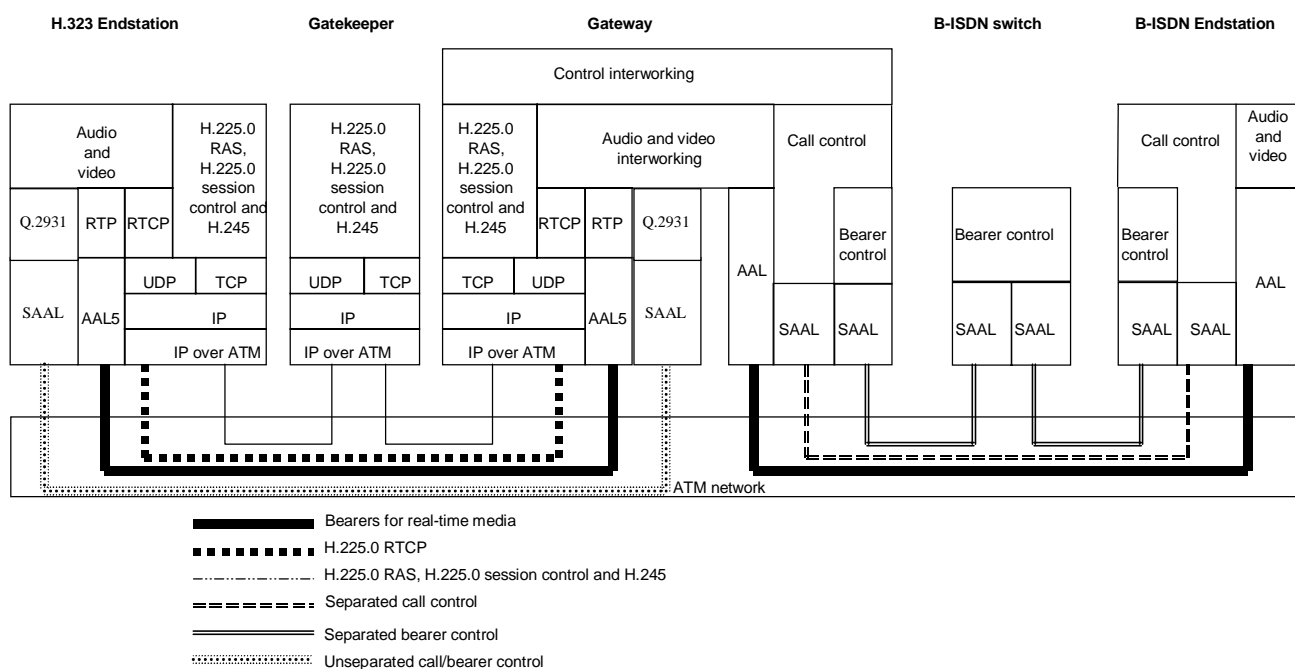 H.323 Endstation
Gatekeeper
Gateway
B-ISDN switch
B-ISDN Endstation
Control interworking
Audio
and
video
H.225.0
RAS,
H.225.0
session
control and
H.245
H.225.0
RAS,
H.225.0
session
control and
H.245
H.225.0
RAS,
H.225.0
session
control and
H.245
Audio and video
interworking
Call control
Call control
Audio
and
video
Q.2931
RTP
RTCP
RTCP
RTP
Q.2931
Bearer
control
Bearer control
Bearer
control
AAL
AAL
SAAL
AAL5
UDP
TCP
IP
IP over ATM
UDP
TCP
IP
IP over ATM
TCP
UDP
IP
IP over ATM
AAL5
SAAL
SAAL
SAAL
SAAL
SAAL
SAAL
SAAL
ATM network
Bearers for real-time media
H.225.0 RTCP
H.225.0 RAS, H.225.0 session control and H.245
Separated call control
Separated bearer control
Unseparated call/bearer control